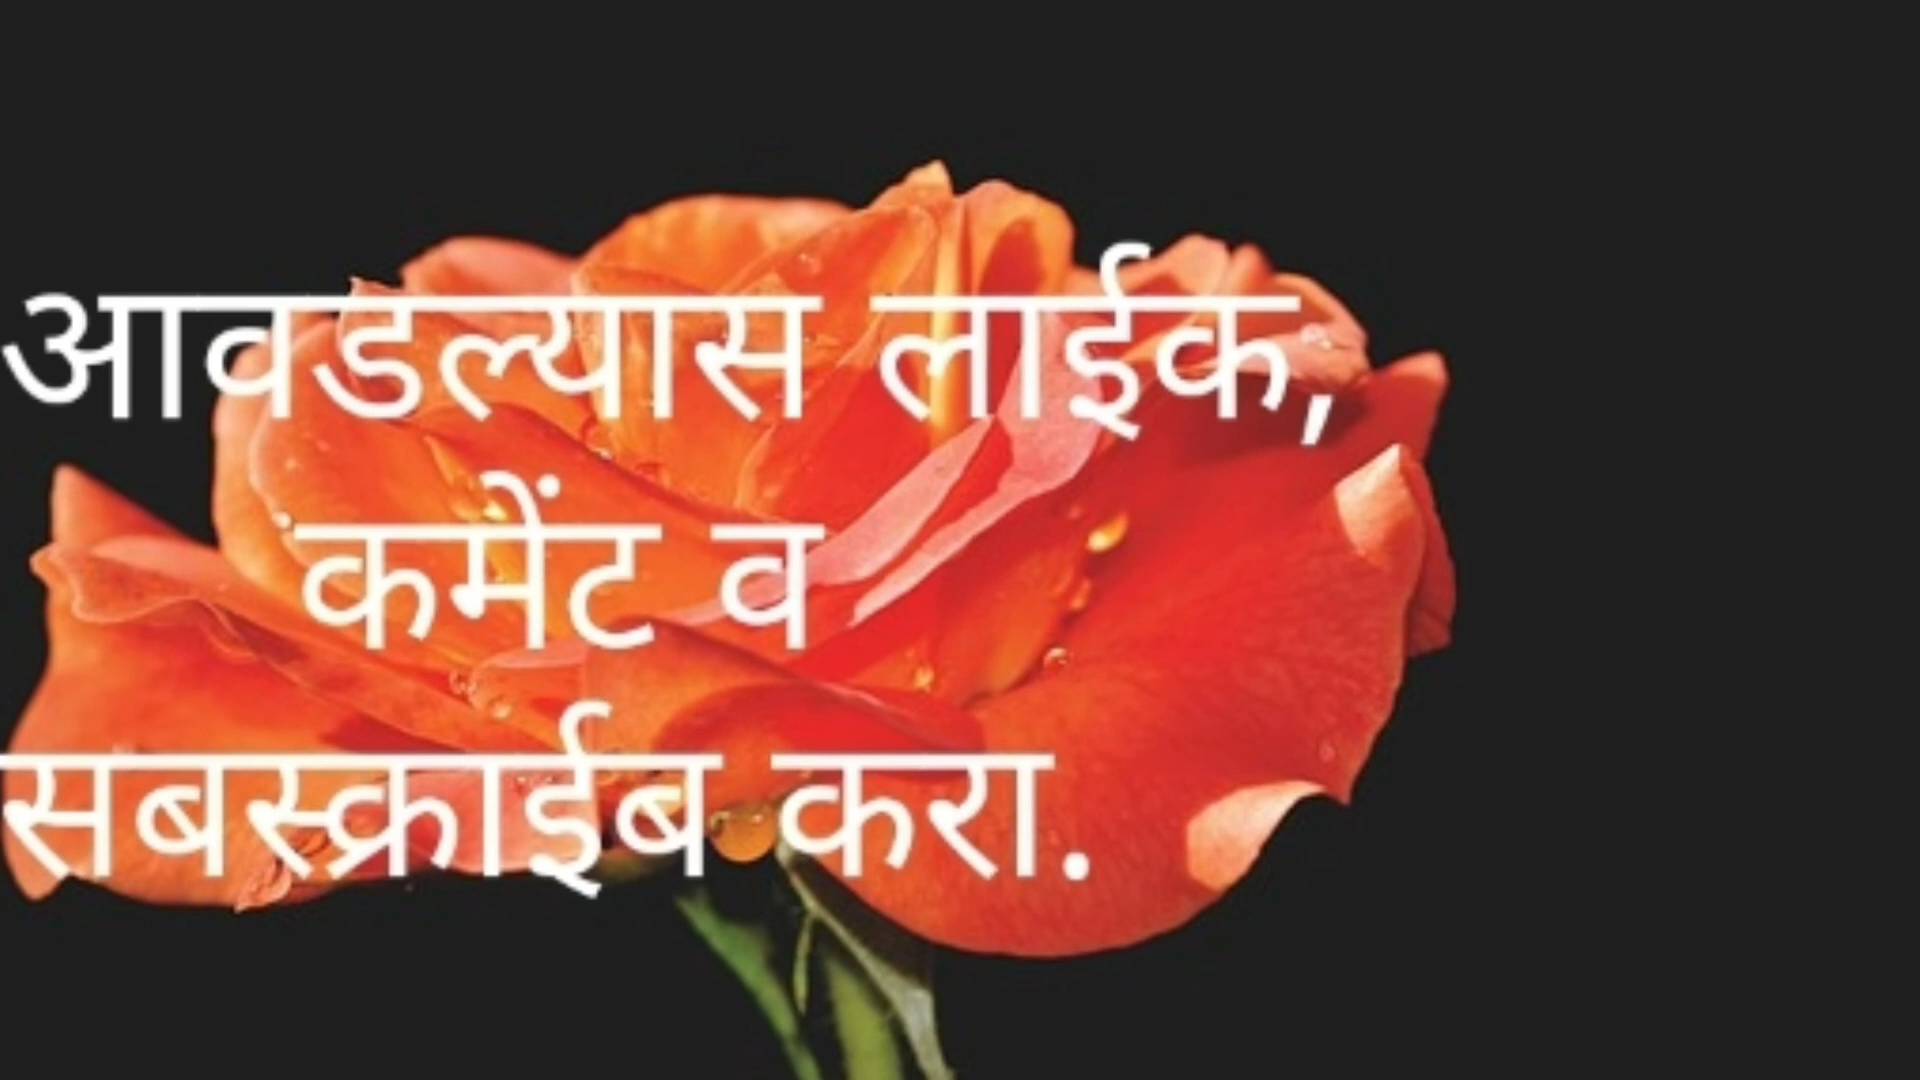 आवडल्यास लाईक,
कमेंट व
सबस्क्राईब करा.